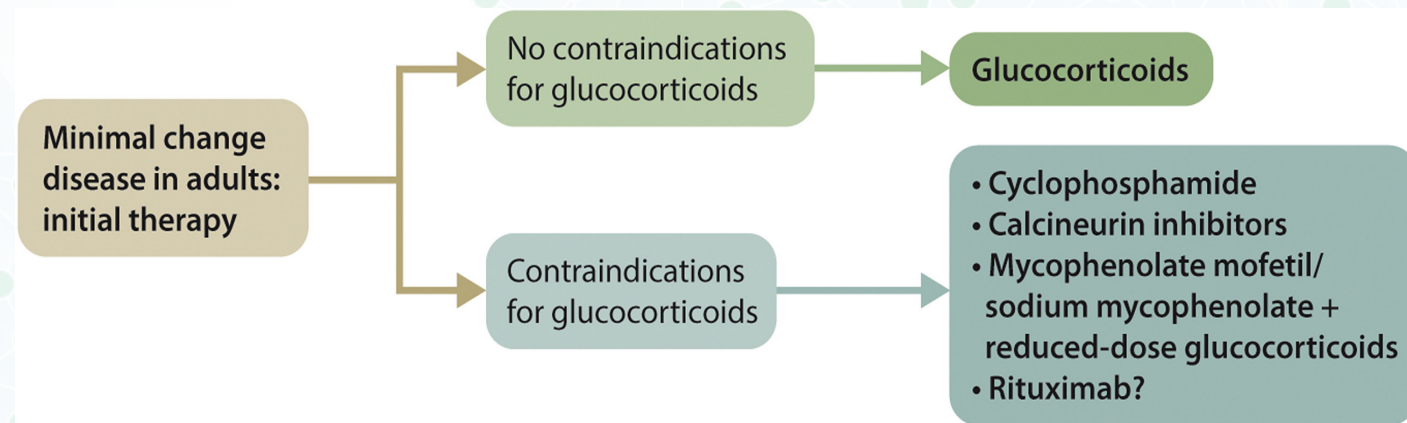 Minimal change
disease in adults:
initial therapy
No contraindications
for glucocorticoids
Glucocorticoids
Contraindications
for glucocorticoids
• Cyclophosphamide
• Calcineurin inhibitors
• Mycophenolate mofetil/
sodium mycophenolate +
reduced-dose glucocorticoids
• Rituximab?